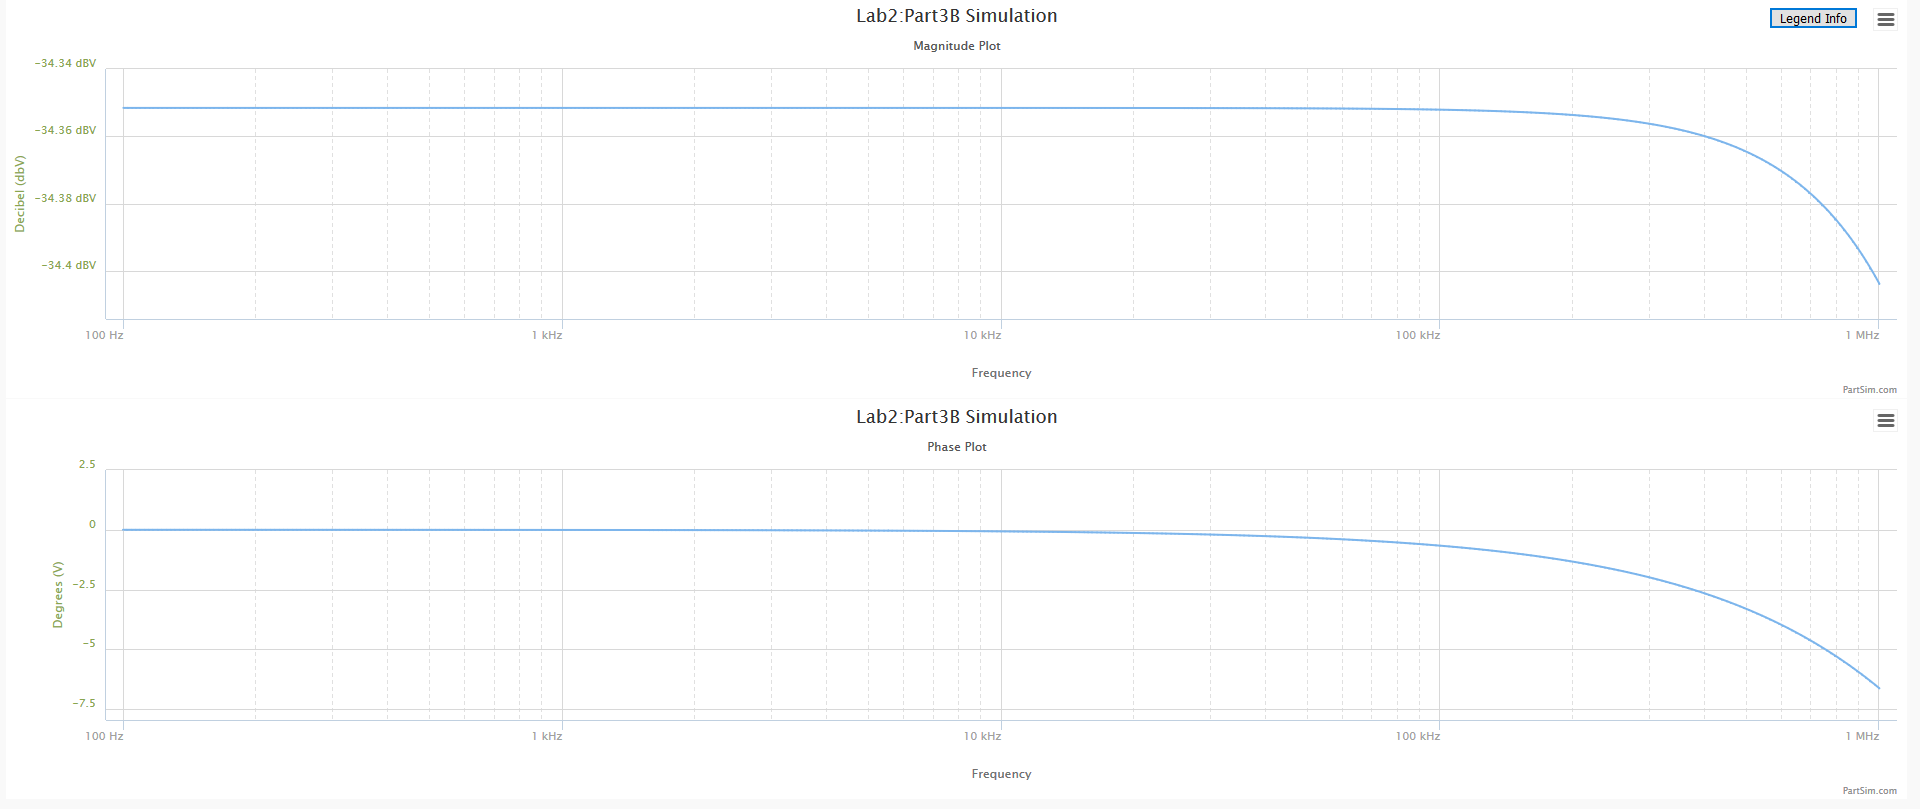 Lab2:Part3B Simulation
Legend Info
Magnitude Plot
−34.34 dBV
−34.36 dBV
−34.38 dBV
−34.4 dBV
Decibel (dbV)
100 Hz
1 kHz
10 kHz
100 kHz
1 MHz
Frequency
PartSim.com
Lab2:Part3B Simulation
Phase Plot
2.5
0
−2.5
−5
−7.5
Degrees (V)
100 Hz
1 kHz
10 kHz
100 kHz
1 MHz
Frequency
PartSim.com